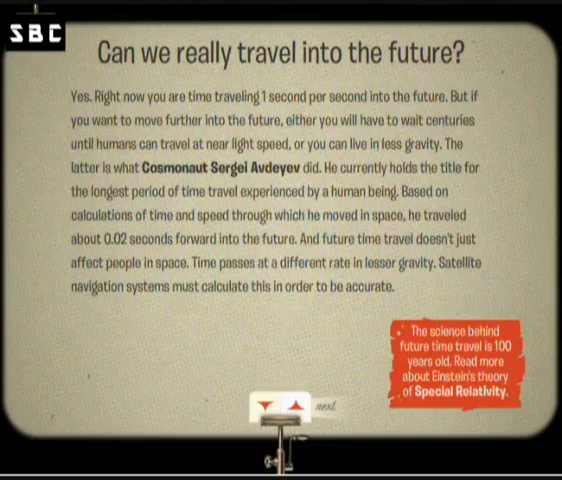 SBC
Can we really travel into the future?
Yes. Right now you are time traveling 1 second per second into the future. But if
you want to move further into the future, either you will have to wait centuries
until humans can travel at near light speed, or you can live in less gravity. The
latter is what Cosmonaut Sergei Avdeyev did. He currently holds the title for
the longest period of time travel experienced by a human being. Based on
calculations of time and speed through which he moved in space, he traveled
about 0.02 seconds forward into the future. And future time travel doesn't just
affect people in space. Time passes at a different rate in lesser gravity. Satellite
navigation systems must calculate this in order to be accurate.
The science behind
future time travel is 100
years old. Read more
about Einstein's theory
of Special Relativity.
next